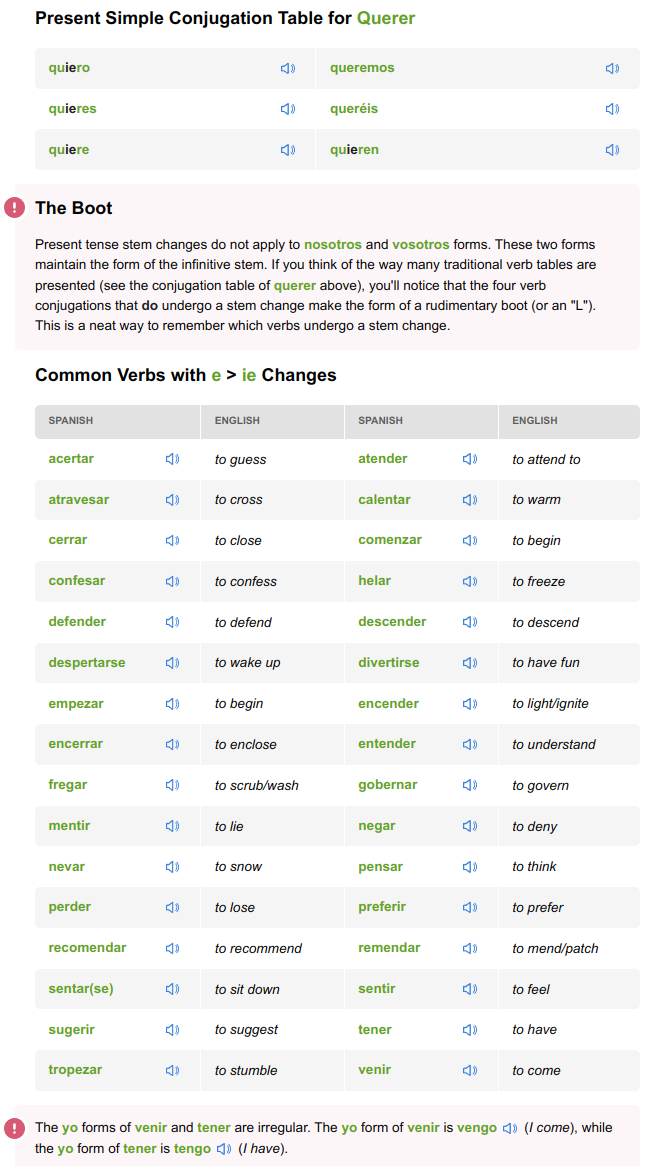 Present Simple Conjugation Table for Querer
quiero queremos
quieres queréis
quiere quieren
The Boot
Present tense stem changes do not apply to nosotros and vosotros forms. These two forms
maintain the form of the infinitive stem. If you think of the way many traditional verb tables are
presented (see the conjugation table of querer above), you'll notice that the four verb
conjugations that do undergo a stem change make the form of a rudimentary boot (or an "L").
This is a neat way to remember which verbs undergo a stem change.
Common Verbs with e > ie Changes
SPANISH ENGLISH SPANISH ENGLISH
acertar to guess atender to attend to
atravesar to cross calentar to warm
cerrar to close comenzar to begin
confesar to confess helar to freeze
defender to defend descender to descend
despertarse to wake up divertirse to have fun
empezar to begin encender to light/ignite
encerrar to enclose entender to understand
fregar to scrub/wash gobernar to govern
mentir to lie negar to deny
nevar to snow pensar to think
perder to lose preferir to prefer
recomendar to recommend remendar to mend/patch
sentar(se) to sit down sentir to feel
sugerir to suggest tener to have
tropezar to stumble venir to come
The yo forms of venir and tener are irregular. The yo form of venir is vengo (I come), while
the yo form of tener is tengo (I have).